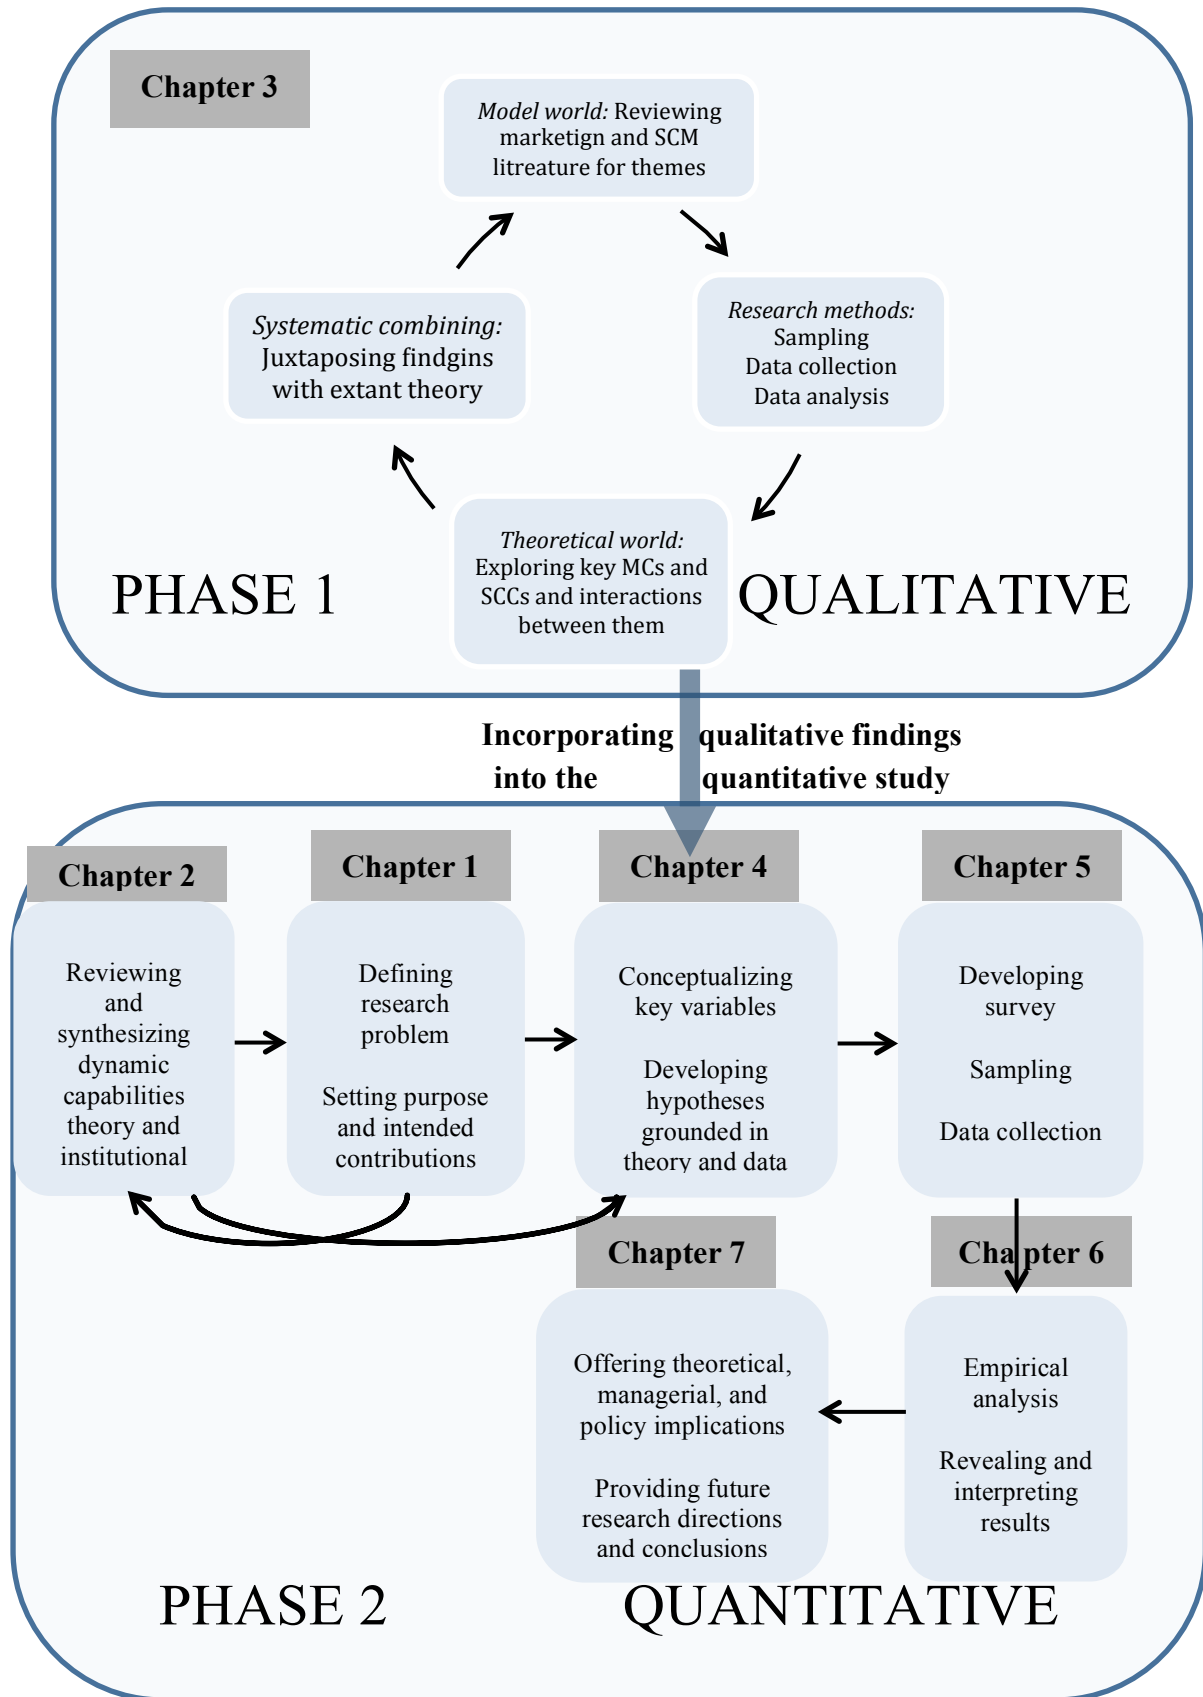 Chapter 3
Model world: Reviewing
marketign and SCM
litreature for themes
Systematic combining:
Juxtaposing findgins
with extant theory
Research methods:
Sampling
Data collection
Data analysis
Theoretical world:
Exploring key MCs and
SCCs and interactions
between them
PHASE 1
QUALITATIVE
Incorporating qualitative findings
into the quantitative study
Chapter 2
Reviewing
and
synthesizing
dynamic
capabilities
theory and
institutional
Chapter 1
Defining
research
problem
Setting purpose
and intended
contributions
Chapter 4
Conceptualizing
key variables
Developing
hypotheses
grounded in
theory and data
Chapter 5
Developing
survey
Sampling
Data collection
Chapter 6
Empirical
analysis
Revealing and
interpreting
results
Chapter 7
Offering theoretical,
managerial, and
policy implications
Providing future
research directions
and conclusions
PHASE 2
QUANTITATIVE